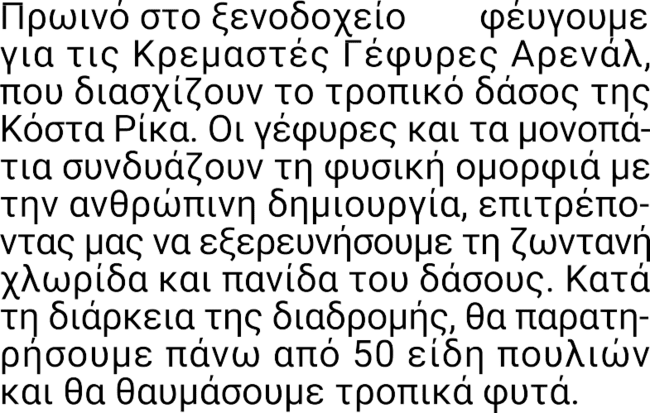 Πρωινό στο ξενοδοχείο φέυγουμε
για τις Κρεμαστές Γέφυρες Αρενάλ,
που διασχίζουν το τροπικό δάσος της
Κόστα Ρίκα. Οι γέφυρες και τα μονοπά-
τια συνδυάζουν τη φυσική ομορφιά με
την ανθρώπινη δημιουργία, επιτρέπο-
ντας μας να εξερευνήσουμε τη ζωντανή
χλωρίδα και πανίδα του δάσους. Κατά
τη διάρκεια της διαδρομής, θα παρατη-
ρήσουμε πάνω από 50 είδη πουλιών
και θα θαυμάσουμε τροπικά φυτά.